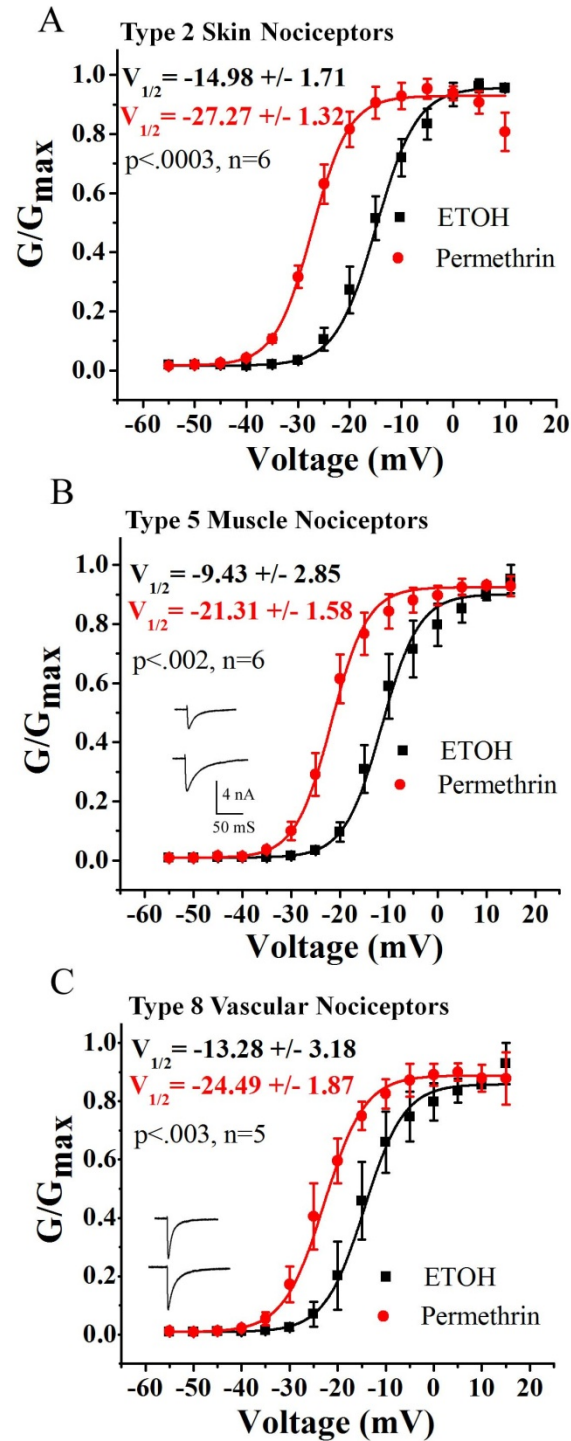 A
Type 2 Skin Nociceptors
V1/2= -14.98 +/- 1.71
V1/2= -27.27 +/- 1.32
p<.0003, n=6
ETOH
Permethrin
G/Gmax
1.0
0.8
0.6
0.4
0.2
0.0
-60 -50 -40 -30 -20 -10 0 10 20
Voltage (mV)
B
Type 5 Muscle Nociceptors
V1/2= -9.43 +/- 2.85
V1/2= -21.31 +/- 1.58
p<.002, n=6
4 nA
50 mS
ETOH
Permethrin
G/Gmax
1.0
0.8
0.6
0.4
0.2
0.0
-60 -50 -40 -30 -20 -10 0 10 20
Voltage (mV)
C
Type 8 Vascular Nociceptors
V1/2= -13.28 +/- 3.18
V1/2= -24.49 +/- 1.87
p<.003, n=5
ETOH
Permethrin
G/Gmax
1.0
0.8
0.6
0.4
0.2
0.0
-60 -50 -40 -30 -20 -10 0 10 20
Voltage (mV)